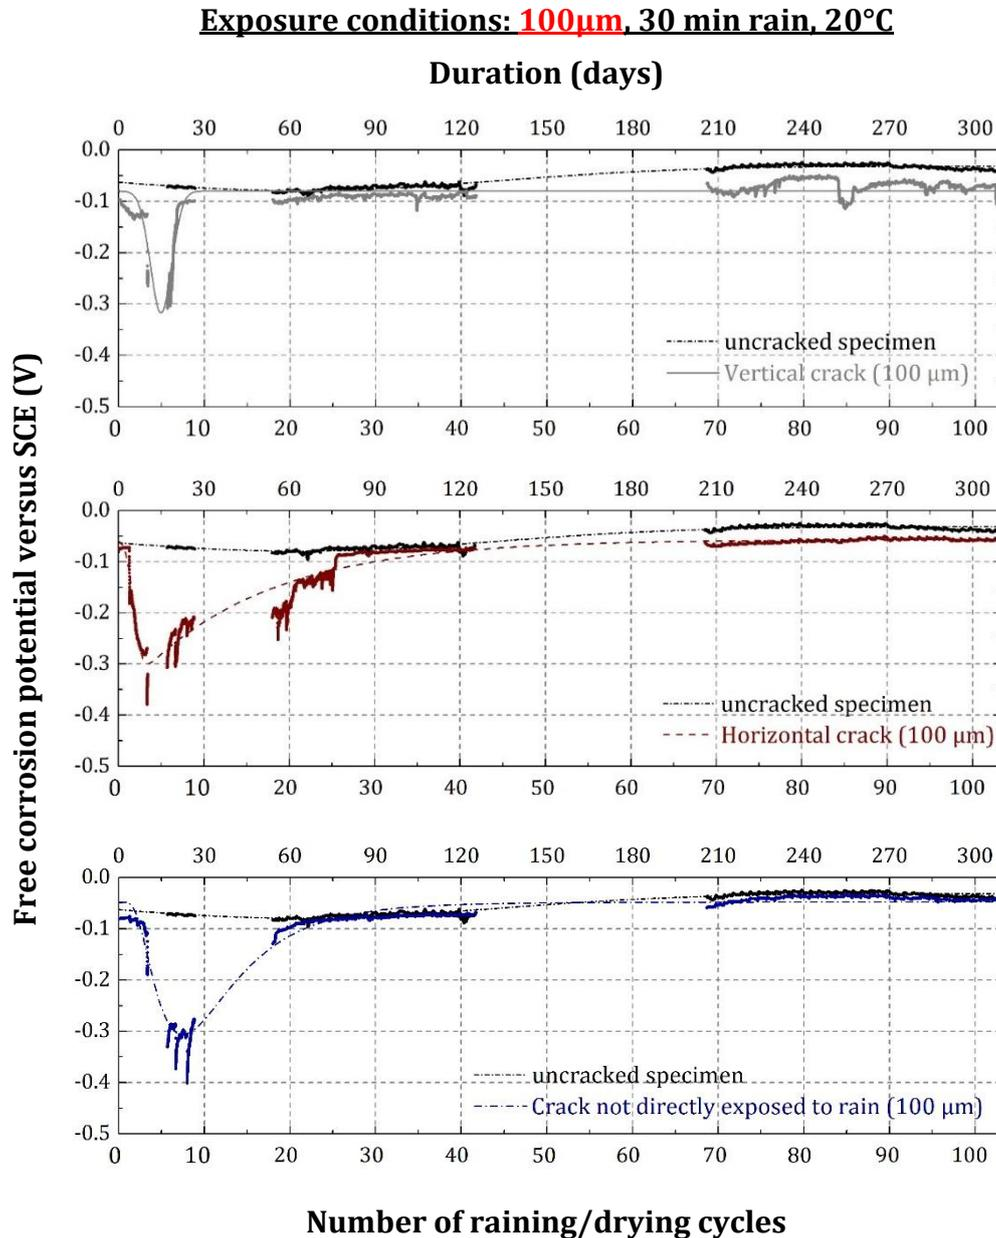 Exposure conditions: 100µm, 30 min rain, 20°C
Duration (days)
0 30 60 90 120 150 180 210 240 270 300
0.0
-0.1
-0.2
-0.3
-0.4
-0.5
uncracked specimen
Vertical crack (100 µm)
0 10 20 30 40 50 60 70 80 90 100
0 30 60 90 120 150 180 210 240 270 300
0.0
-0.1
-0.2
-0.3
-0.4
-0.5
uncracked specimen
Horizontal crack (100 µm)
0 10 20 30 40 50 60 70 80 90 100
0 30 60 90 120 150 180 210 240 270 300
0.0
-0.1
-0.2
-0.3
-0.4
-0.5
uncracked specimen
Crack not directly exposed to rain (100 µm)
0 10 20 30 40 50 60 70 80 90 100
Free corrosion potential versus SCE (V)
Number of raining/drying cycles